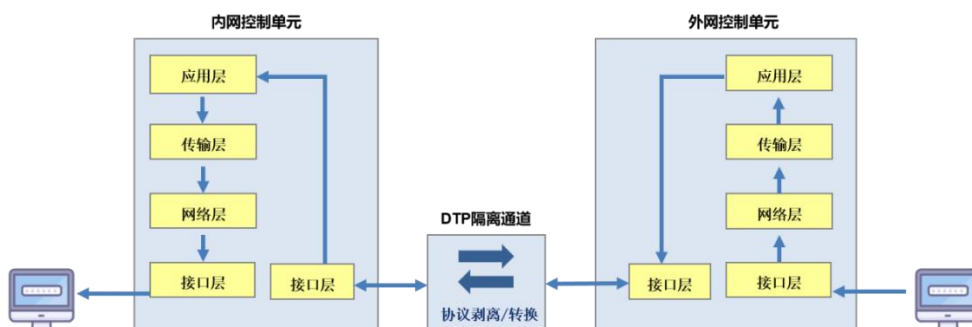 内网控制单元
应用层
传输层
网络层
接口层
接口层
DTP隔离通道
协议剥离/转换
外网控制单元
应用层
传输层
网络层
接口层
接口层